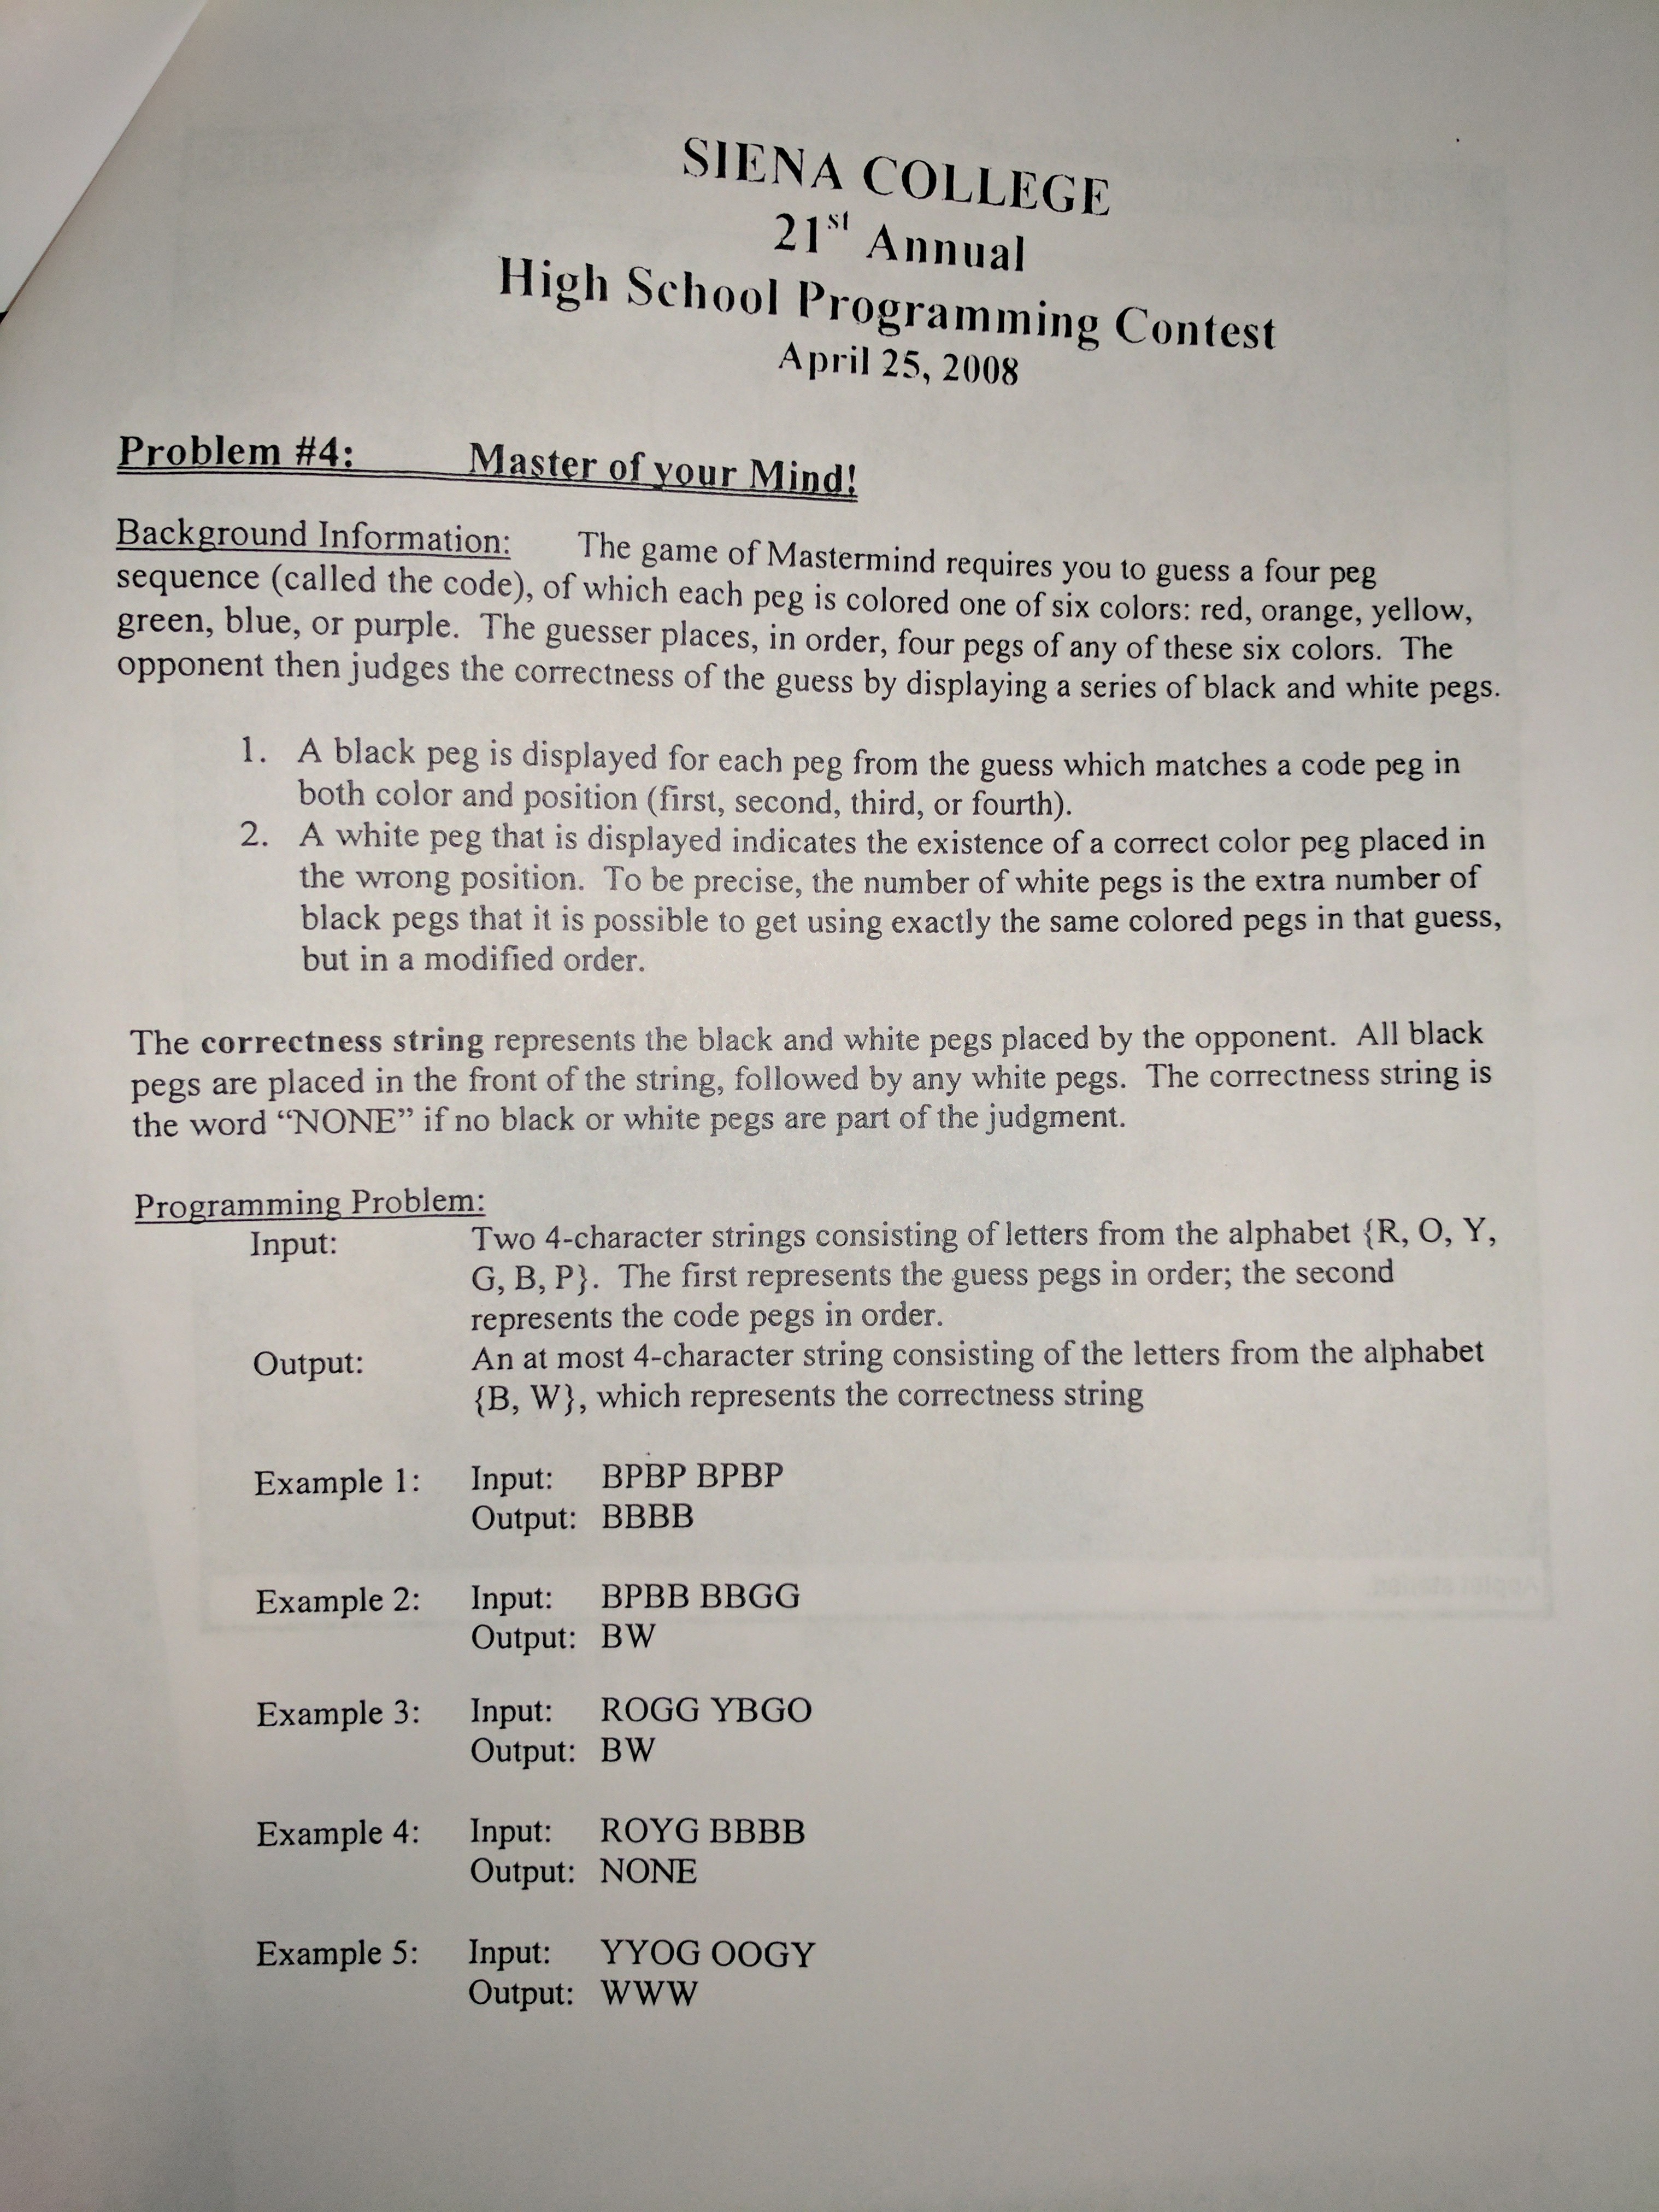 SIENA COLLEGE
21st Annual
High School Programming Contest
April 25, 2008
Problem #4: Master of your Mind!
Background Information: The game of Mastermind requires you to guess a four peg
sequence (called the code), of which each peg is colored one of six colors: red, orange, yellow,
green, blue, or purple. The guesser places, in order, four pegs of any of these six colors. The
opponent then judges the correctness of the guess by displaying a series of black and white pegs.
1. A black peg is displayed for each peg from the guess which matches a code peg in
both color and position (first, second, third, or fourth).
2. A white peg that is displayed indicates the existence of a correct color peg placed in
the wrong position. To be precise, the number of white pegs is the extra number of
black pegs that it is possible to get using exactly the same colored pegs in that guess,
but in a modified order.
The correctness string represents the black and white pegs placed by the opponent. All black
pegs are placed in the front of the string, followed by any white pegs. The correctness string is
the word “NONE” if no black or white pegs are part of the judgment.
Programming Problem:
Input: Two 4-character strings consisting of letters from the alphabet {R, O, Y,
G, B, P}. The first represents the guess pegs in order; the second
represents the code pegs in order.
Output: An at most 4-character string consisting of the letters from the alphabet
{B, W}, which represents the correctness string
Example 1: Input: BPBP BPBP
Output: BBBB
Example 2: Input: BPBB BBGG
Output: BW
Example 3: Input: ROGG YBGO
Output: BW
Example 4: Input: ROYG BBBB
Output: NONE
Example 5: Input: YYOG OOGY
Output: WWW